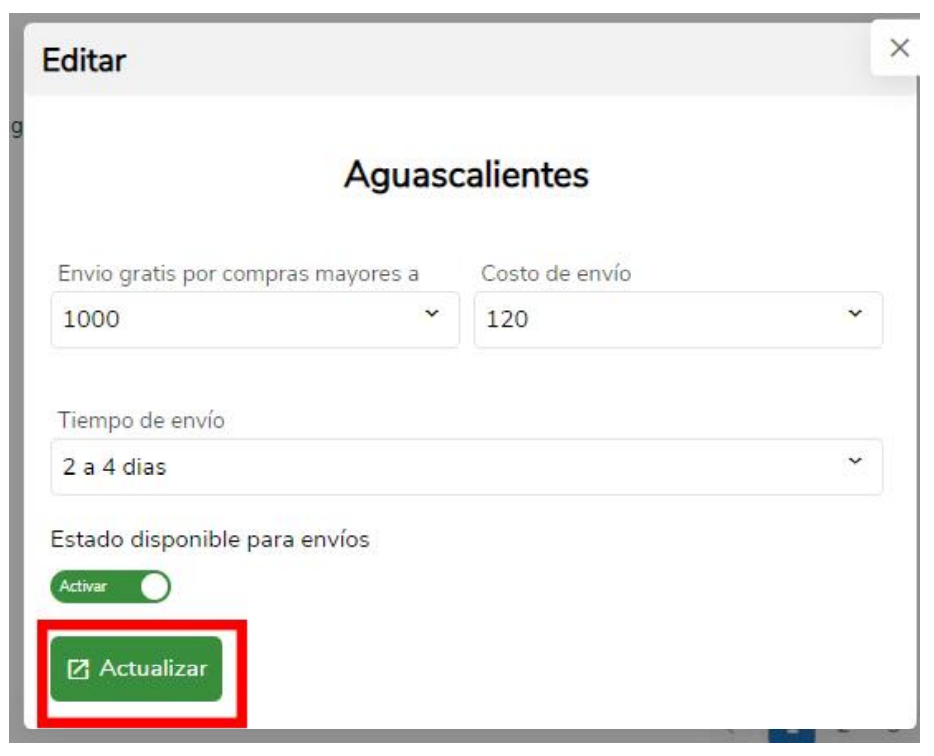 Editar
g
Aguascalientes
Envio gratis por compras mayores a
Costo de envío
1000
120
Tiempo de envío
2 a 4 dias
Estado disponible para envíos
Activar
Actualizar